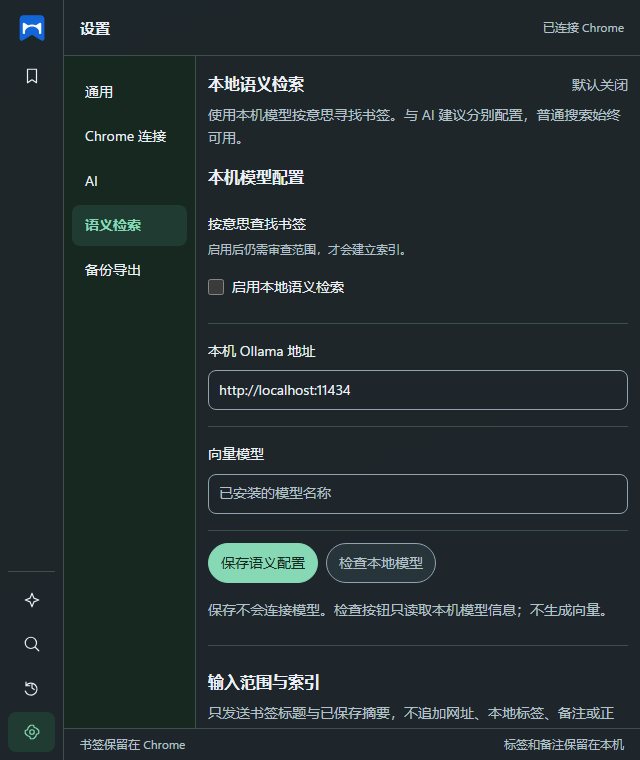 设置
已连接 Chrome
通用
Chrome 连接
AI
语义检索
备份导出
本地语义检索
默认关闭
使用本机模型按意思寻找书签。与 AI 建议分别配置，普通搜索始终
可用。
本机模型配置
按意思查找书签
启用后仍需审查范围，才会建立索引。
启用本地语义检索
本机 Ollama 地址
http://localhost:11434
向量模型
已安装的模型名称
保存语义配置
检查本地模型
保存不会连接模型。检查按钮只读取本机模型信息；不生成向量。
输入范围与索引
只发送书签标题与已保存摘要，不追加网址、本地标签、备注或正
书签保留在 Chrome
标签和备注保留在本机